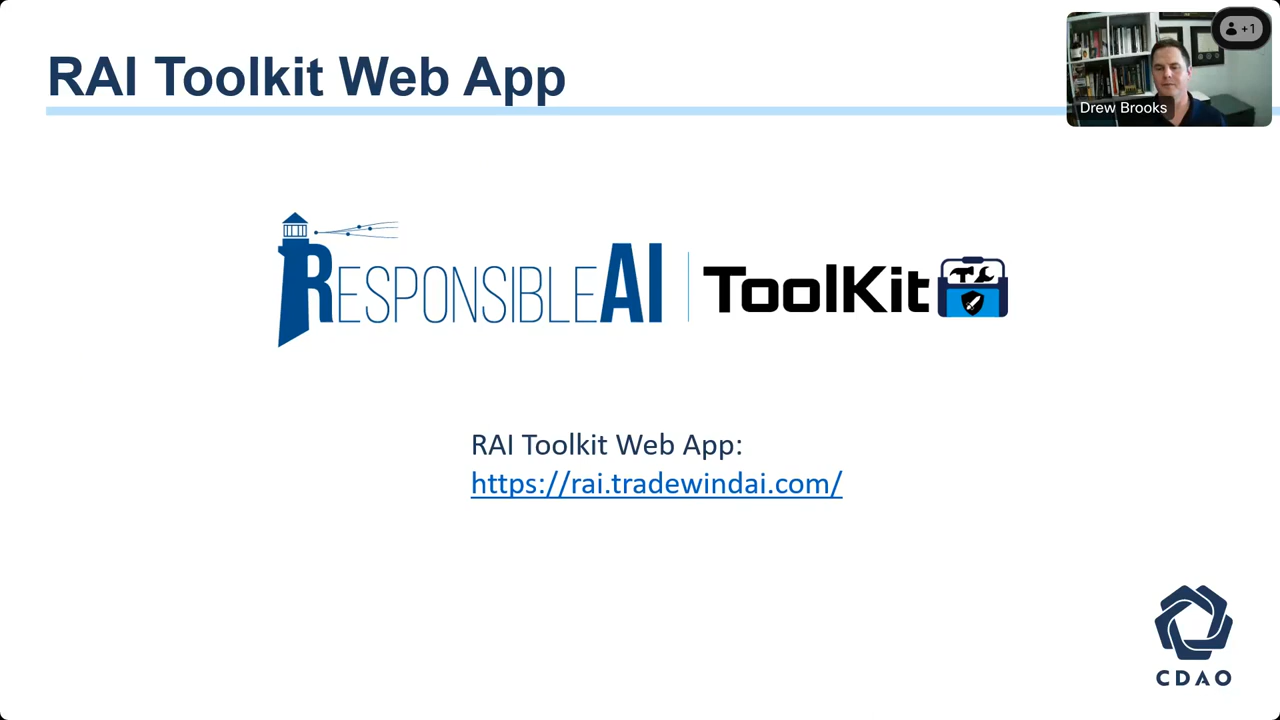 RAI Toolkit Web App
+1
Drew Brooks
RESPONSIBLEAI | ToolKit
RAI Toolkit Web App:
https://rai.tradewindai.com/
CDAO